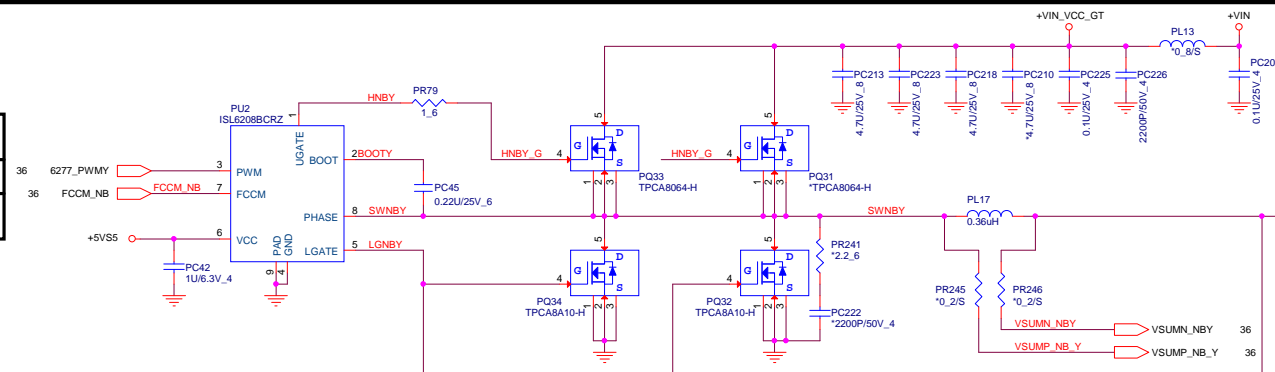 +VIN_VCC_GT
+VIN
PL13
*0_8/S
PC213
4.7U/25V_8
PC223
4.7U/25V_8
PC218
4.7U/25V_8
PC210
*4.7U/25V_8
PC225
0.1U/25V_4
PC226
2200P/50V_4
PC20
0.1U/25V_4
PU2
ISL6208BCRZ
1
UGATE
HNBY
PR79
1_6
BOOT
2
BOOTY
PC45
0.22U/25V_6
36
6277_PWMY
3
PWM
36
FCCM_NB
FCCM_NB
7
FCCM
PHASE
8
SWNBY
+5VS5
6
VCC
PAD
GND
9
4
LGATE
5
LGNBY
PC42
1U/6.3V_4
HNBY_G
4
5
G
D
S
1
2
3
PQ33
TPCA8064-H
HNBY_G
4
5
G
D
S
1
2
3
PQ31
*TPCA8064-H
4
5
G
D
S
1
2
3
PQ34
TPCA8A10-H
4
5
G
D
S
1
2
3
PQ32
TPCA8A10-H
PR241
*2.2_6
PC222
*2200P/50V_4
SWNBY
PL17
0.36uH
PR245
*0_2/S
PR246
*0_2/S
VSUMN_NBY
VSUMN_NBY
36
VSUMP_NB_Y
VSUMP_NB_Y
36